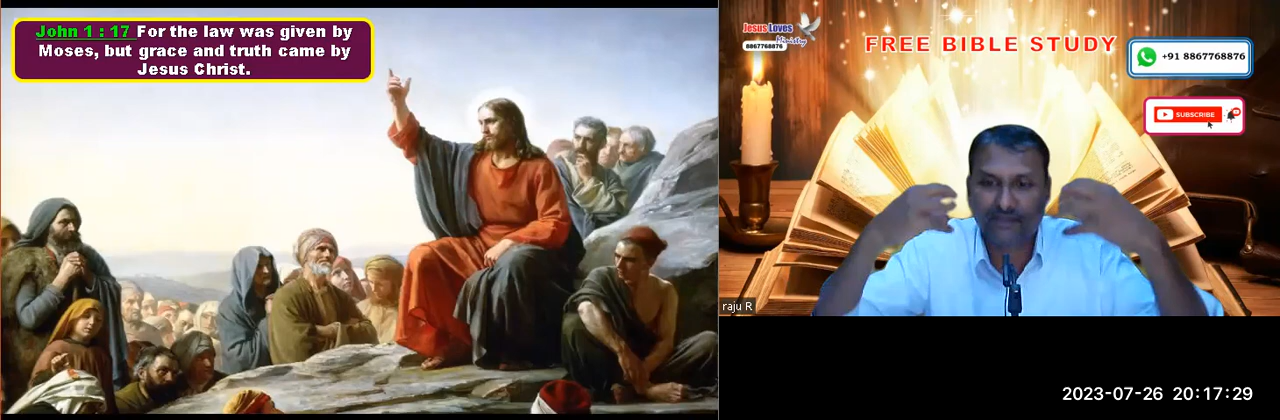 John 1 : 17 For the law was given by
Moses, but grace and truth came by
Jesus Christ.
Jesus Loves
Ministry
8867768876
FREE BIBLE STUDY
+91 8867768876
SUBSCRIBE
raju R
2023-07-26 20:17:29